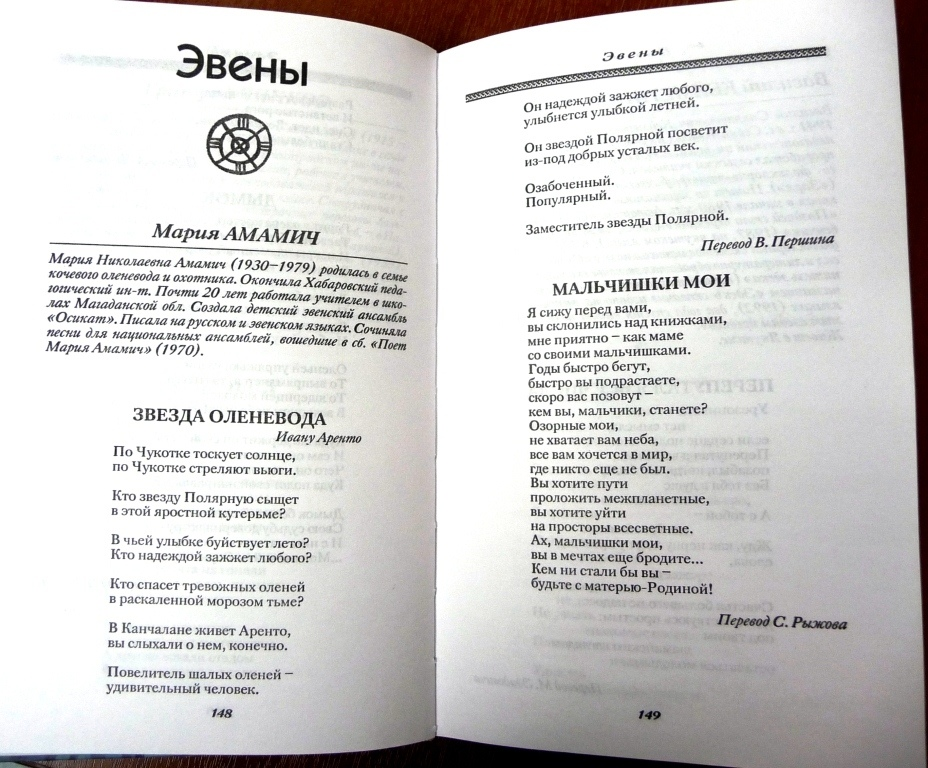 Эвены
Мария АМАМИЧ
Мария Николаевна Амамич (1930–1979) родилась в семье
кочевого оленевода и охотника. Окончила Хабаровский педа-
гогический ин-т. Почти 20 лет работала учителем в шко-
лах Магаданской обл. Создала детский эвенский ансамбль
«Осикат». Писала на русском и эвенском языках. Сочиняла
песни для национальных ансамблей, вошедшие в сб. «Поет
Мария Амамич» (1970).
ЗВЕЗДА ОЛЕНЕВОДА
Ивану Аренто
По Чукотке тоскует солнце,
по Чукотке стреляют вьюги.
Кто звезду Полярную сыщет
в этой яростной кутерьме?
В чьей улыбке буйствует лето?
Кто надеждой зажжет любого?
Кто спасет тревожных оленей
в раскаленной морозом тьме?
В Канчалане живет Аренто,
вы слыхали о нем, конечно.
Повелитель шалых оленей –
удивительный человек.
148
Эвены
Он надеждой зажжет любого,
улыбнется улыбкой летней.
Он звездой Полярной посветит
из-под добрых усталых век.
Озабоченный.
Популярный.
Заместитель звезды Полярной.
Перевод В. Першина
МАЛЬЧИШКИ МОИ
Я сижу перед вами,
вы склонились над книжками,
мне приятно – как маме
со своими мальчишками.
Годы быстро бегут,
быстро вы подрастаете,
скоро вас позовут –
кем вы, мальчики, станете?
Озорные мои,
не хватает вам неба,
все вам хочется в мир,
где никто еще не был.
Вы хотите пути
проложить межпланетные,
вы хотите уйти
на просторы всесветные.
Ах, мальчишки мои,
вы в мечтах еще бродите...
Кем ни стали бы вы –
будьте с матерью-Родиной!
Перевод С. Рыжова
149